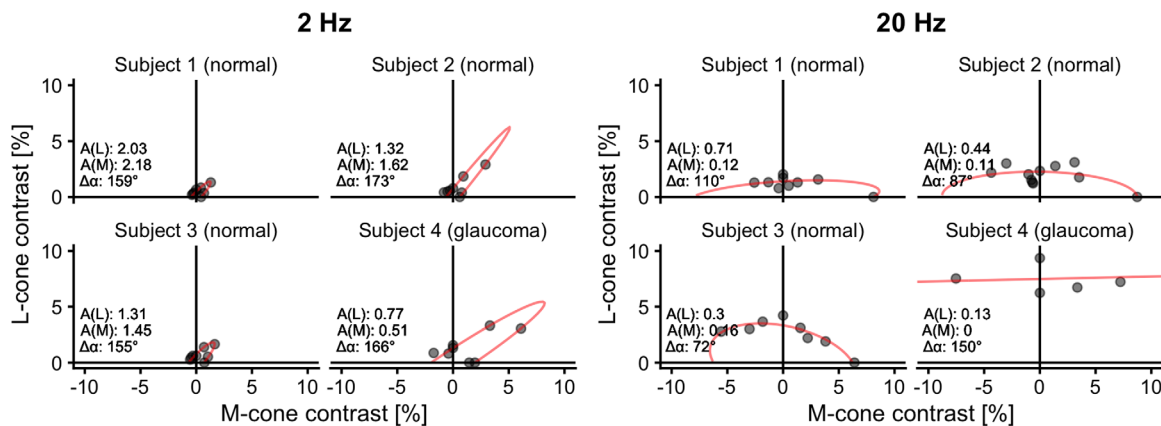 2 Hz
20 Hz
L-cone contrast [%]
Subject 1 (normal)
10
5
0
A(L): 2.03
A(M): 2.18
Δα: 159°
Subject 2 (normal)
A(L): 1.32
A(M): 1.62
Δα: 173°
Subject 3 (normal)
10
5
0
A(L): 1.31
A(M): 1.45
Δα: 155°
-10 -5 0 5 10
Subject 4 (glaucoma)
A(L): 0.77
A(M): 0.51
Δα: 166°
-10 -5 0 5 10
M-cone contrast [%]
L-cone contrast [%]
Subject 1 (normal)
10
5
0
A(L): 0.71
A(M): 0.12
Δα: 110°
Subject 2 (normal)
A(L): 0.44
A(M): 0.11
Δα: 87°
Subject 3 (normal)
10
5
0
A(L): 0.3
A(M): 0.16
Δα: 72°
-10 -5 0 5 10
Subject 4 (glaucoma)
A(L): 0.13
A(M): 0
Δα: 150°
-10 -5 0 5 10
M-cone contrast [%]